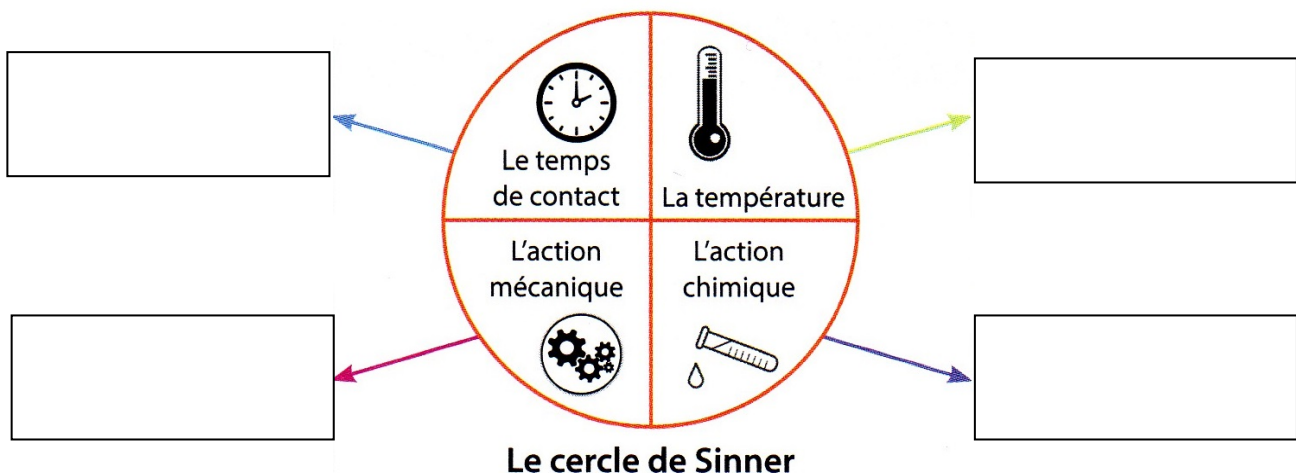 Le temps
de contact
La température
L'action
mécanique
L'action
chimique
Le cercle de Sinner